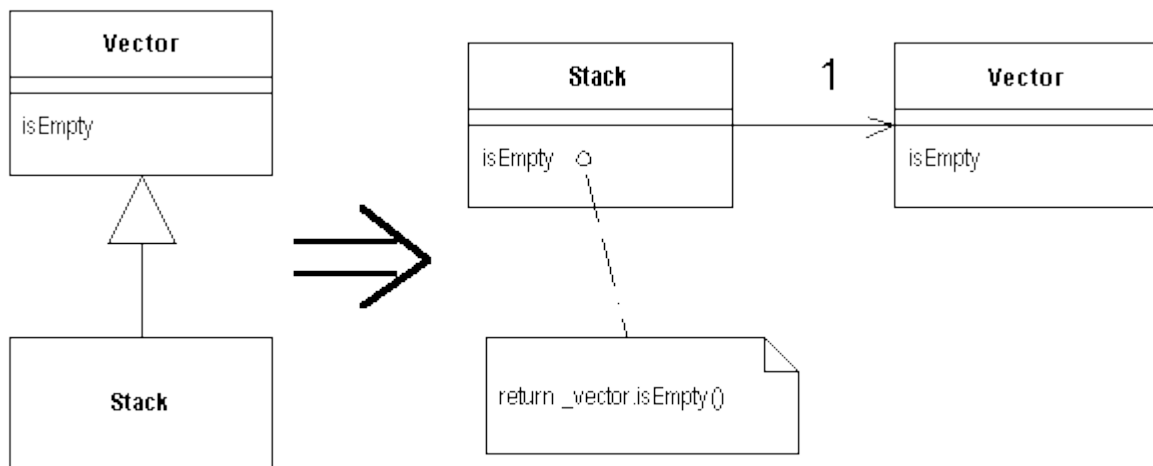 Vector
isEmpty
Stack
Stack
isEmpty
1
Vector
isEmpty
return _vector.isEmpty()